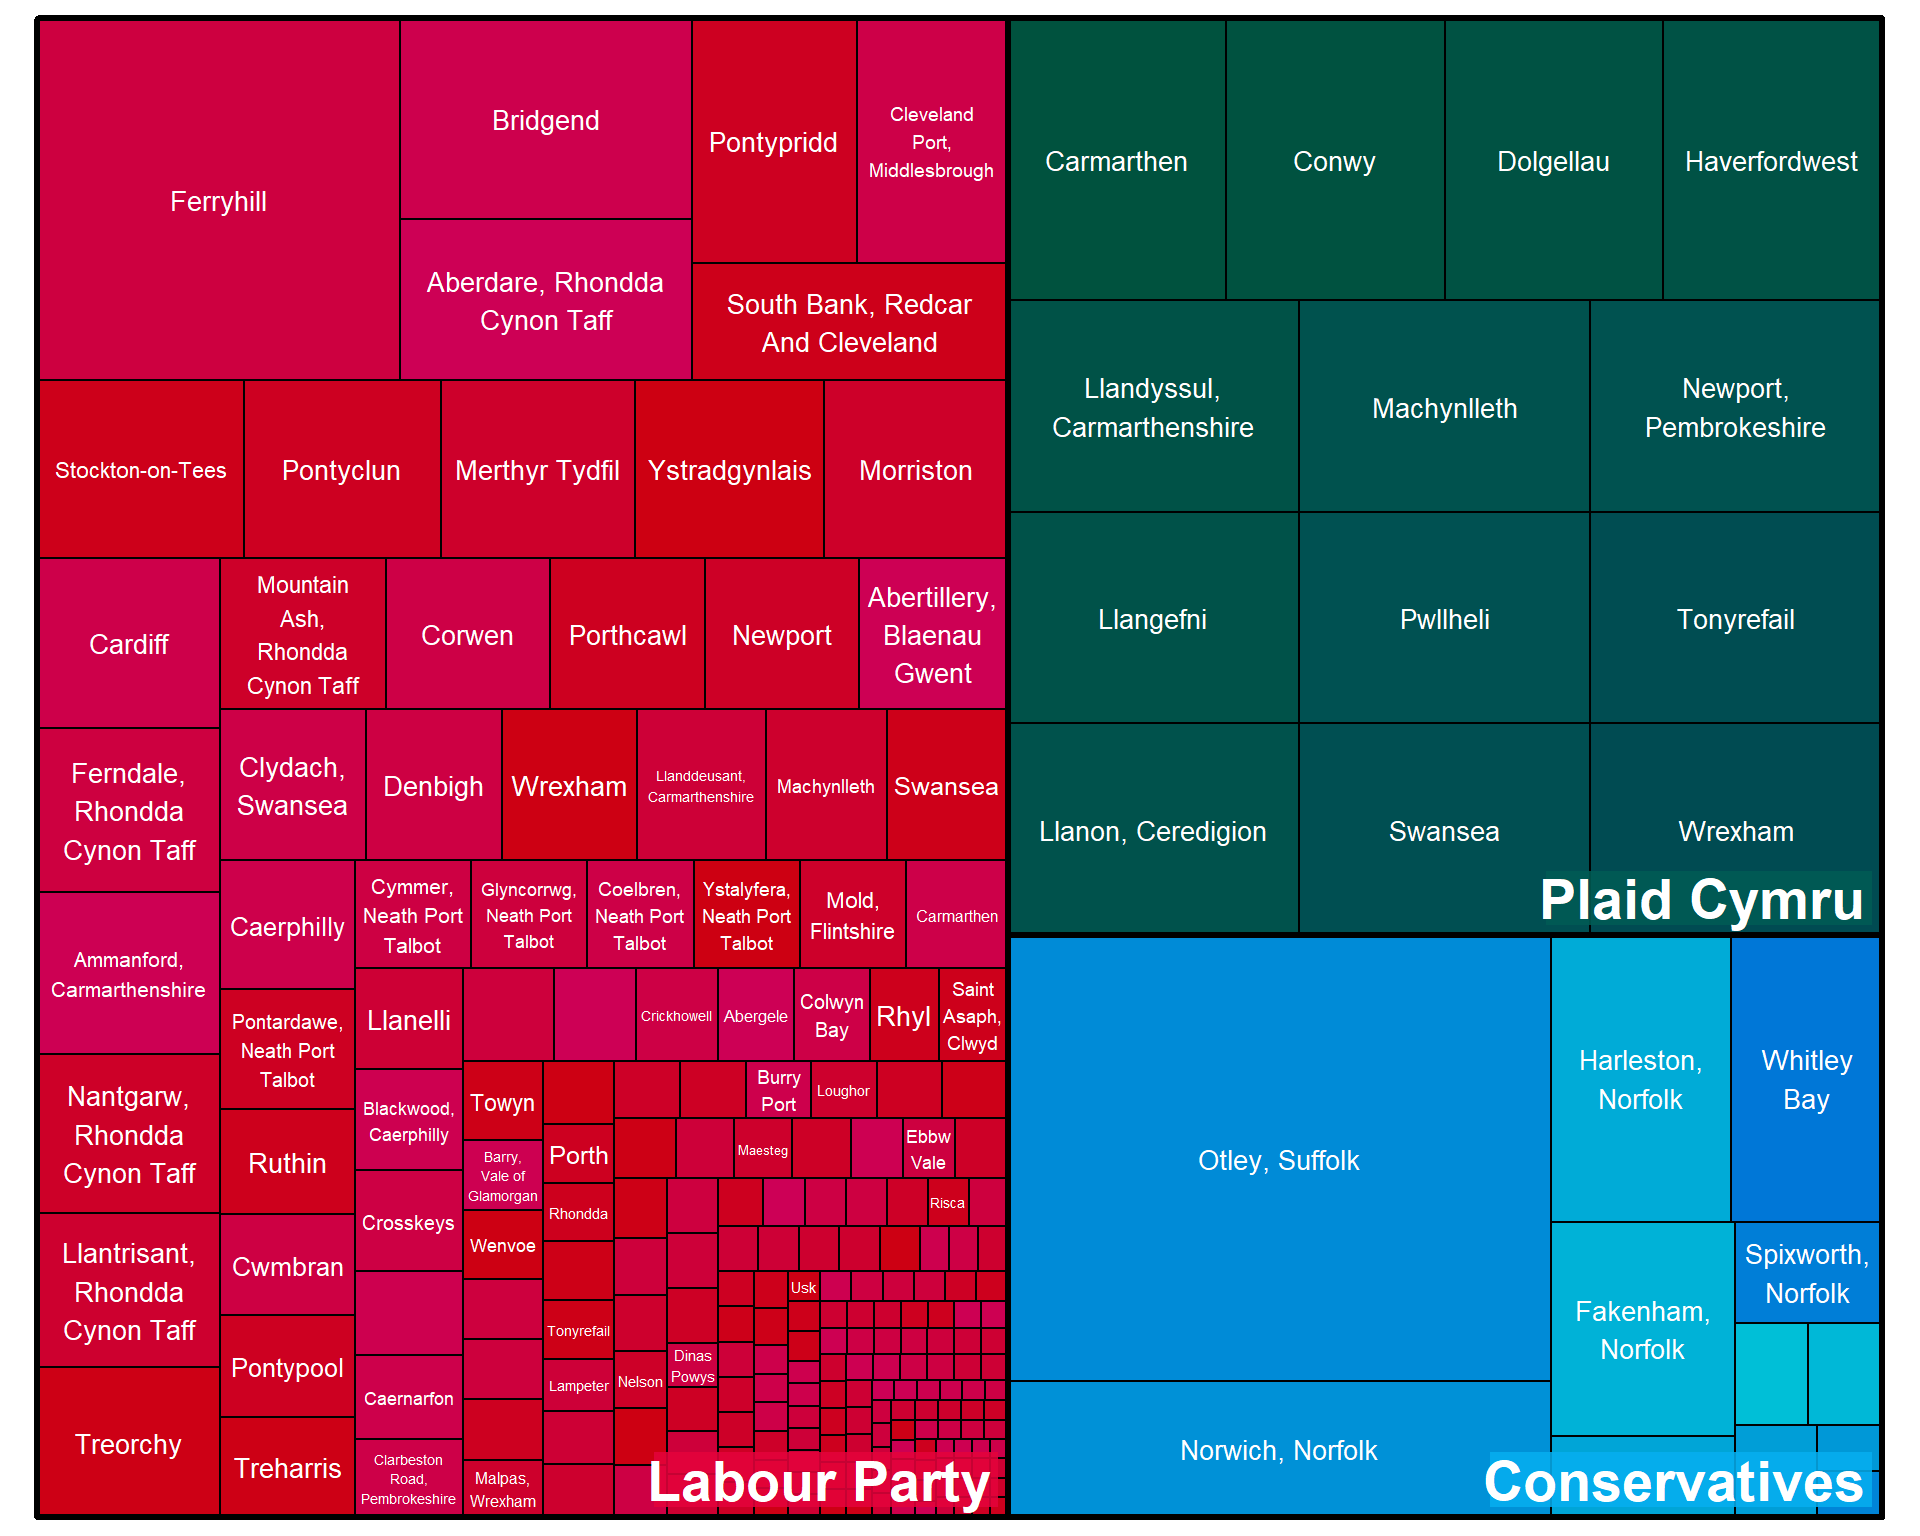 Ferryhill
Bridgend
Aberdare, Rhondda
Cynon Taff
Pontypridd
Cleveland
Port,
Middlesbrough
South Bank, Redcar
And Cleveland
Stockton-on-Tees
Pontyclun
Merthyr Tydfil
Ystradgynlais
Morriston
Cardiff
Mountain
Ash,
Rhondda
Cynon Taff
Corwen
Porthcawl
Newport
Abertillery,
Blaenau
Gwent
Ferndale,
Rhondda
Cynon Taff
Clydach,
Swansea
Denbigh
Wrexham
Llanddeusant,
Carmarthenshire
Machynlleth
Swansea
Ammanford,
Carmarthenshire
Caerphilly
Cymmer,
Neath Port
Talbot
Glyncorrwg,
Neath Port
Talbot
Coelbren,
Neath Port
Talbot
Ystalyfera,
Neath Port
Talbot
Mold,
Flintshire
Carmarthen
Pontardawe,
Neath Port
Talbot
Llanelli
Crickhowell
Abergele
Colwyn
Bay
Rhyl
Saint
Asaph,
Clwyd
Nantgarw,
Rhondda
Cynon Taff
Ruthin
Blackwood,
Caerphilly
Towyn
Burry
Port
Loughor
Barry,
Vale of
Glamorgan
Porth
Maesteg
Ebbw
Vale
Llantrisant,
Rhondda
Cynon Taff
Cwmbran
Crosskeys
Wenvoe
Rhondda
Risca
Usk
Pontypool
Caernarfon
Tonyrefail
Lampeter
Nelson
Dinas
Powys
Treorchy
Treharris
Clarbeston
Road,
Pembrokeshire
Malpas,
Wrexham
Labour Party
Carmarthen
Conwy
Dolgellau
Haverfordwest
Llandyssul,
Carmarthenshire
Machynlleth
Newport,
Pembrokeshire
Llangefni
Pwllheli
Tonyrefail
Llanon, Ceredigion
Swansea
Wrexham
Plaid Cymru
Otley, Suffolk
Harleston,
Norfolk
Whitley
Bay
Fakenham,
Norfolk
Spixworth,
Norfolk
Norwich, Norfolk
Conservatives